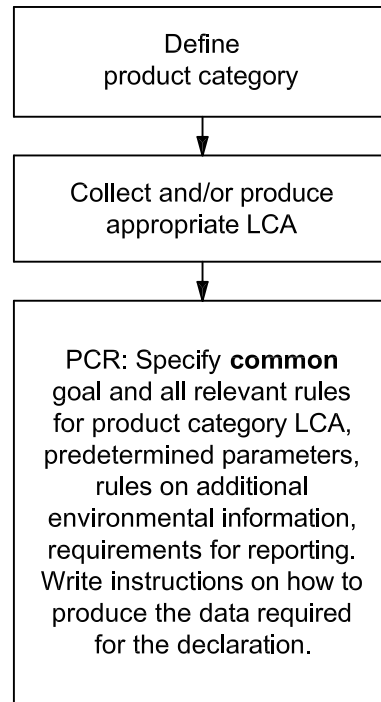 Define
product category
Collect and/or produce
appropriate LCA
PCR: Specify common
goal and all relevant rules
for product category LCA,
predetermined parameters,
rules on additional
environmental information,
requirements for reporting.
Write instructions on how to
produce the data required
for the declaration.